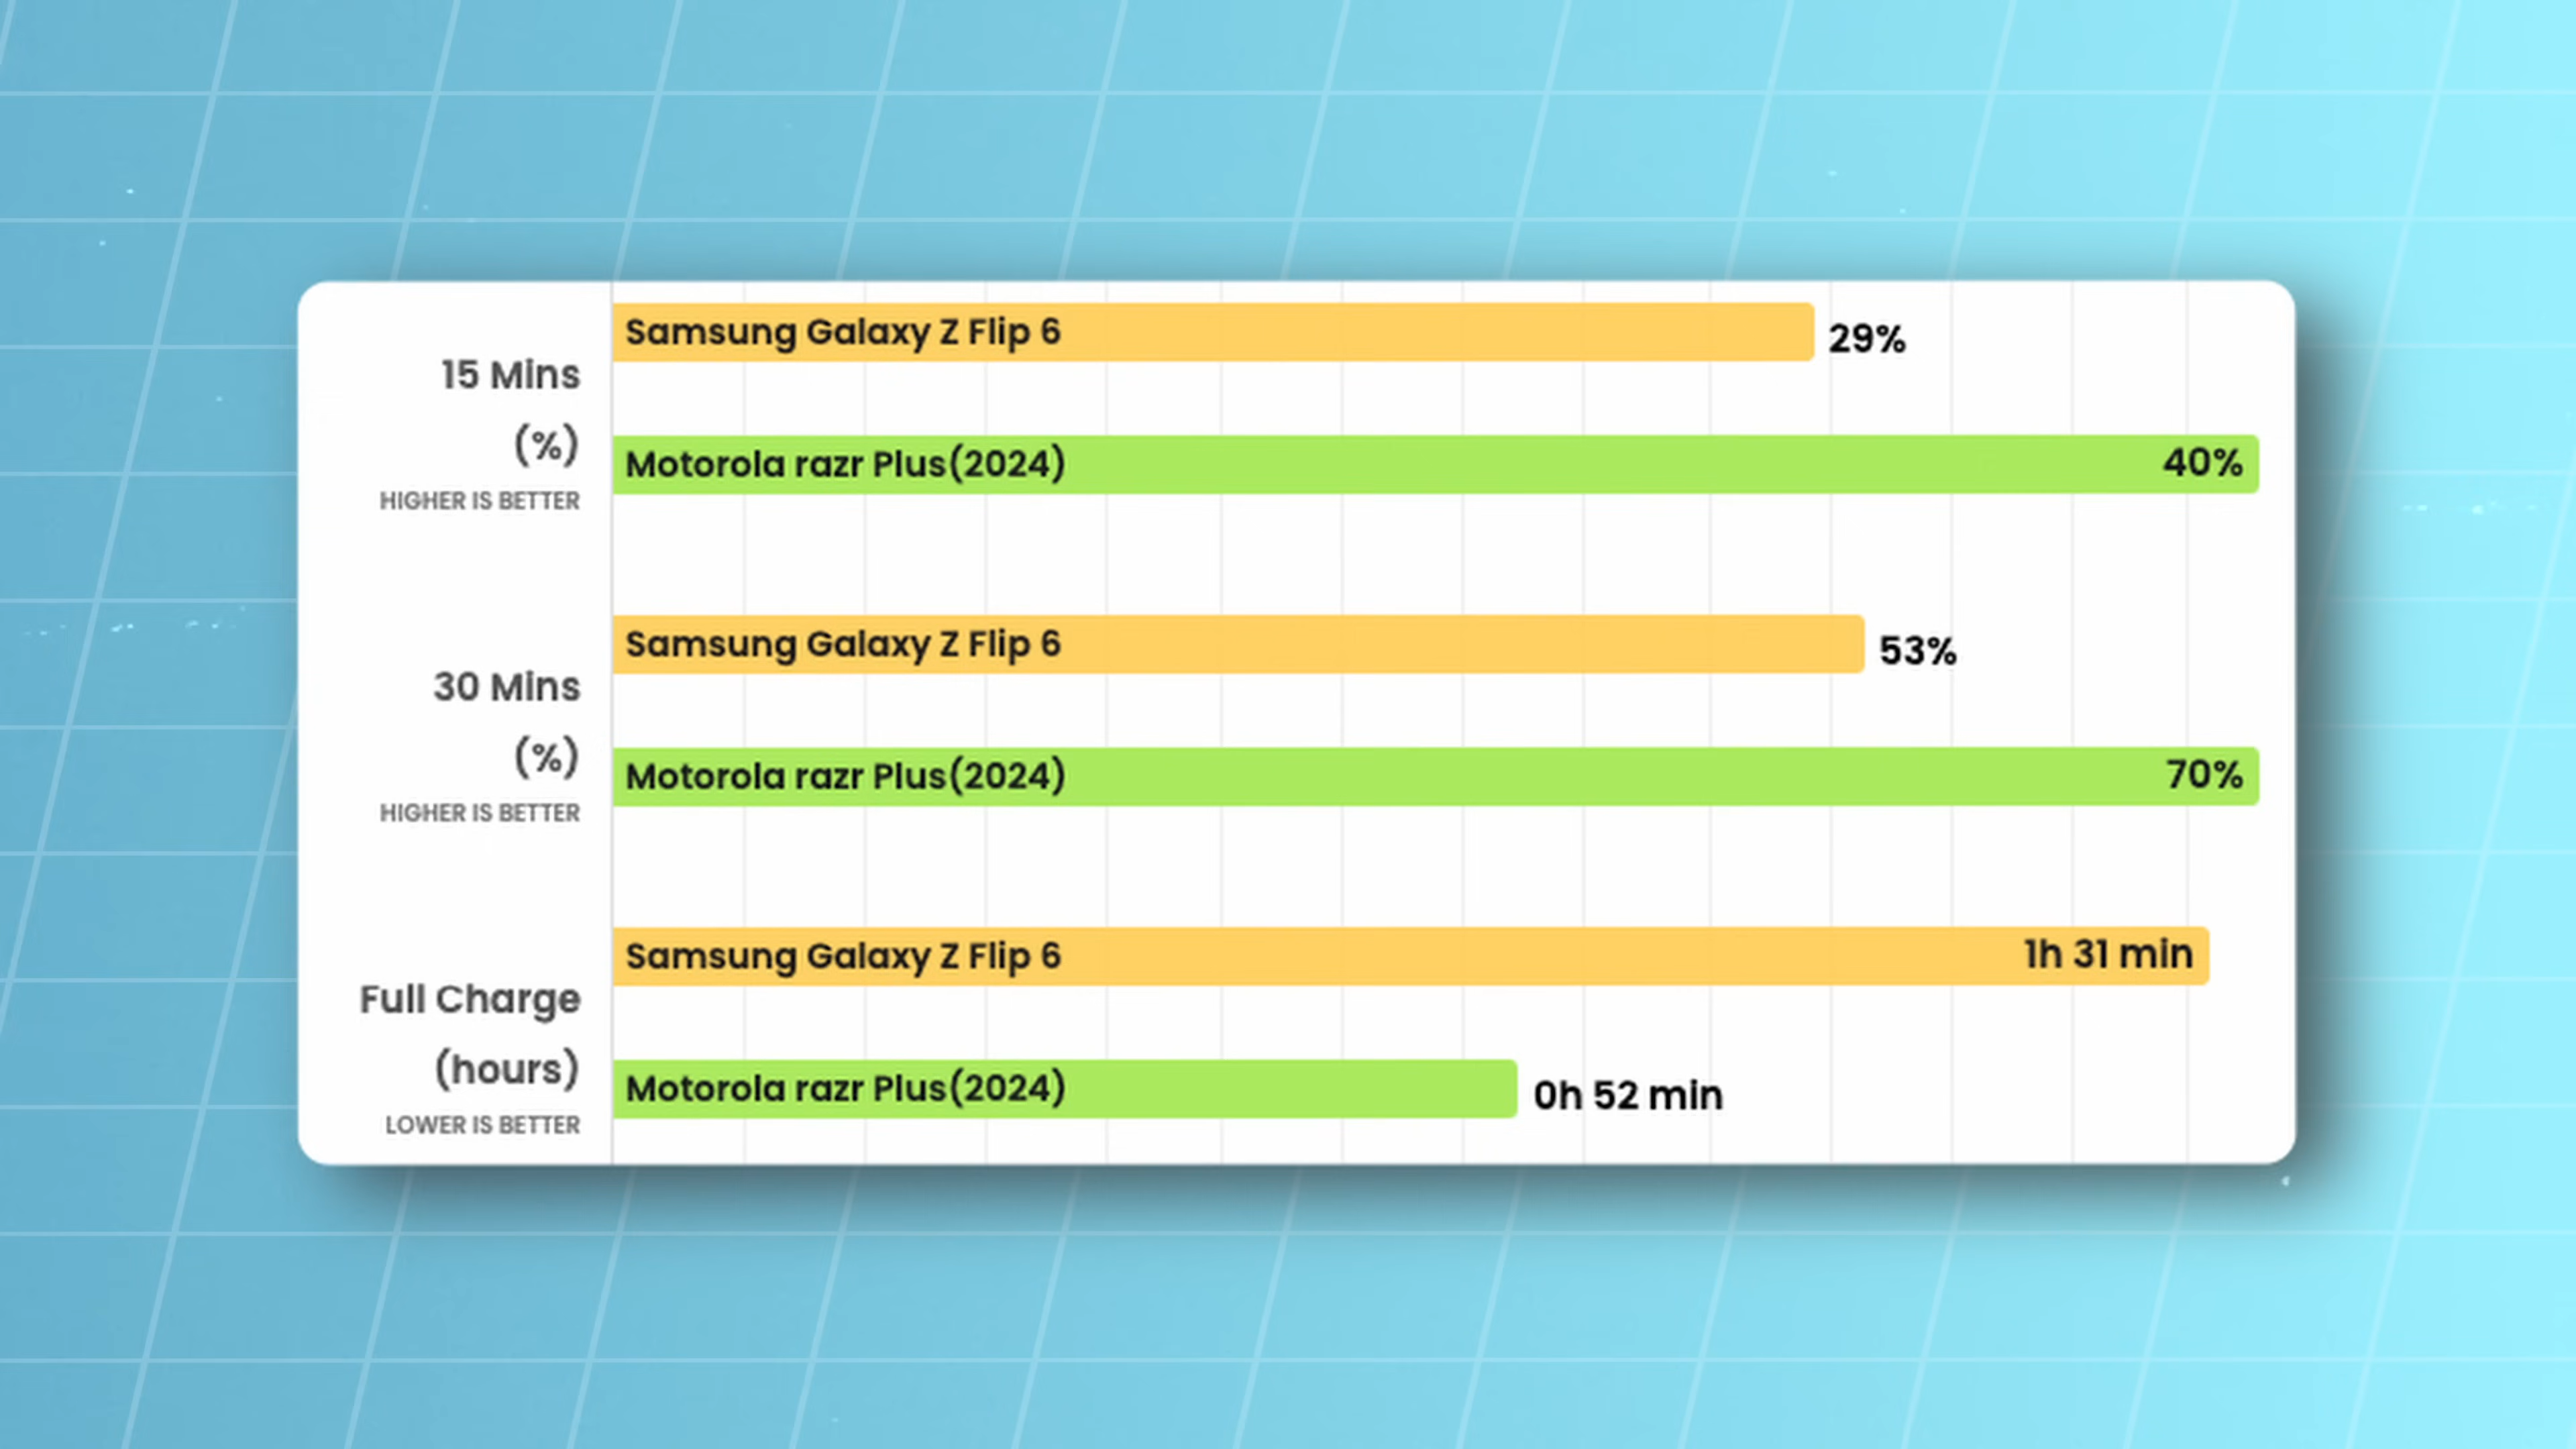 Samsung Galaxy Z Flip 6 29%
15 Mins
(%)
Motorola razr Plus(2024) 40%
HIGHER IS BETTER
Samsung Galaxy Z Flip 6 53%
30 Mins
(%)
Motorola razr Plus(2024) 70%
HIGHER IS BETTER
Samsung Galaxy Z Flip 6 1h 31 min
Full Charge
(hours)
Motorola razr Plus(2024) 0h 52 min
LOWER IS BETTER